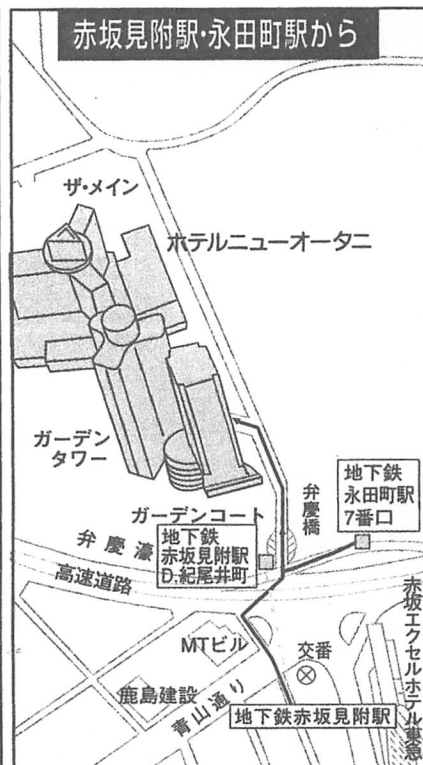 赤坂見附駅・永田町駅から
ザ・メイン
ホテルニューオータニ
ガーデン
タワー
ガーデンコート
弁慶橋
地下鉄
永田町駅
7番口
地下鉄
赤坂見附駅
D.紀尾井町
弁慶濠
高速道路
赤坂エクセルホテル東急
MTビル
交番
鹿島建設
青山通り
地下鉄赤坂見附駅